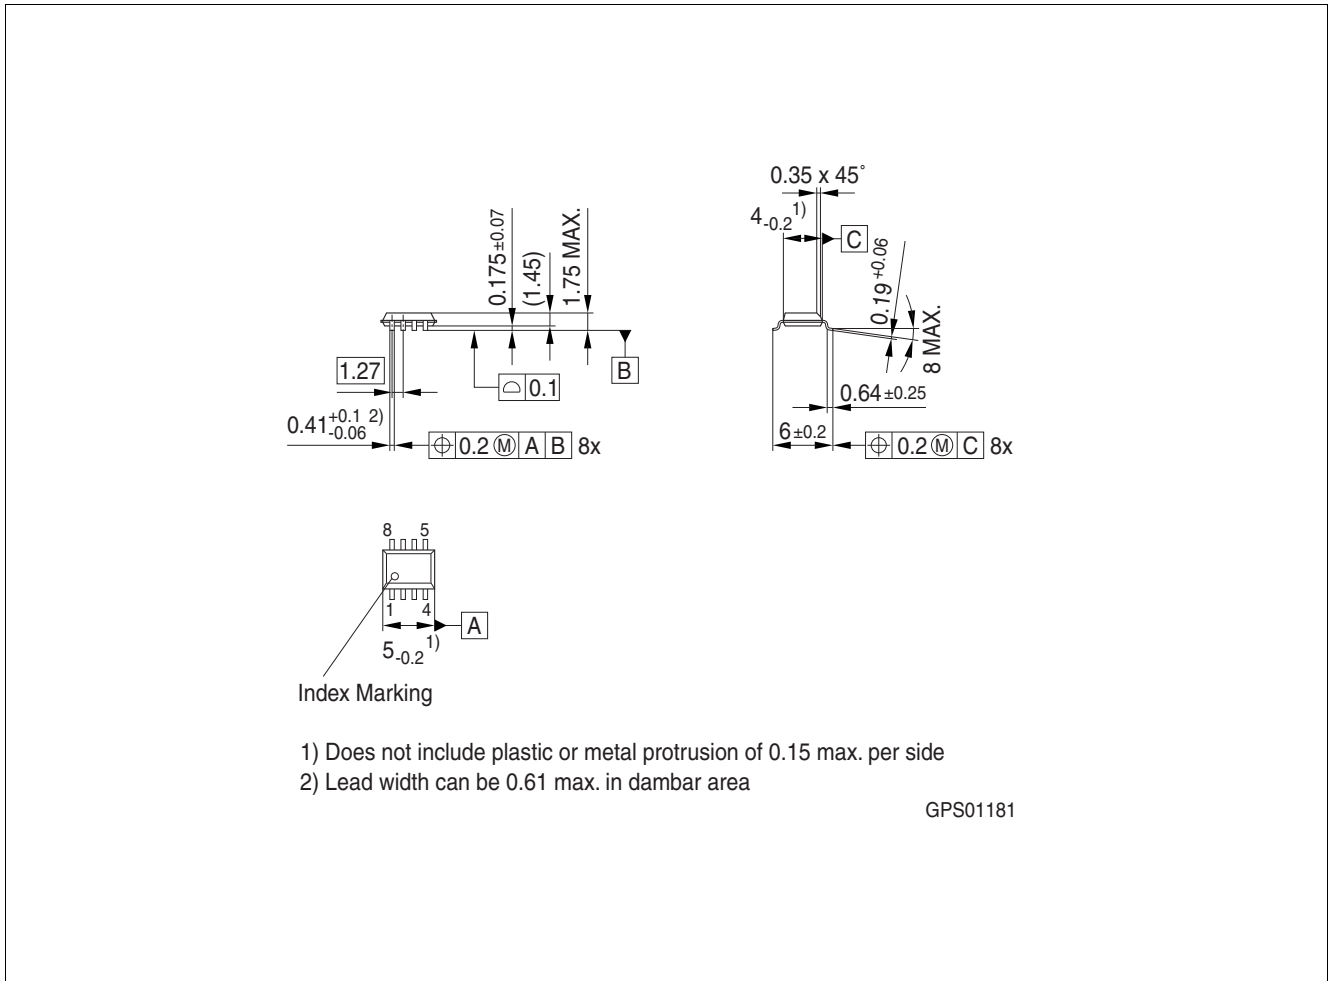 0.35 x 45°
4 -0.2 1)
C
0.175 ±0.07
(1.45)
1.75 MAX.
0.19 +0.06
8 MAX.
B
1.27
0.1
0.64 ±0.25
0.41 +0.1 -0.06 2)
0.2 Ⓜ A B 8x
6 ±0.2
0.2 Ⓜ C 8x
8 5
1 4
A
5 -0.2 1)
Index Marking
1) Does not include plastic or metal protrusion of 0.15 max. per side
2) Lead width can be 0.61 max. in dambar area
GPS01181